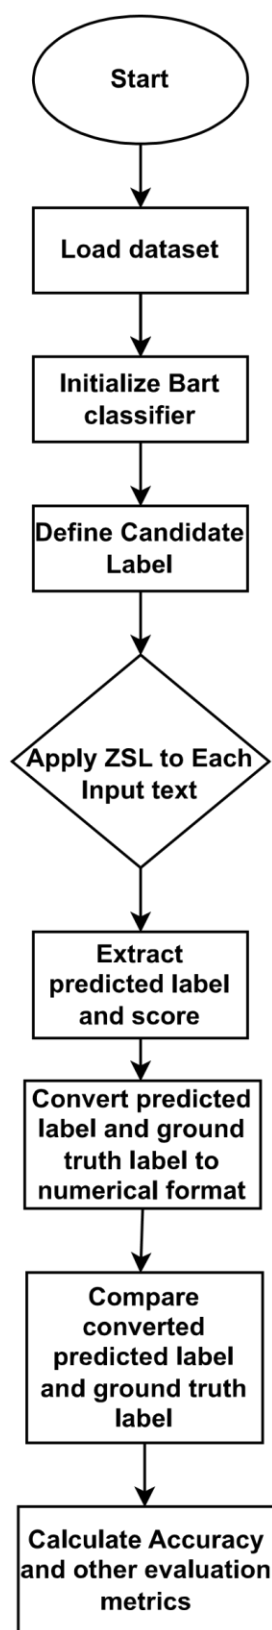 Start
Load dataset
Initialize Bart
classifier
Define Candidate
Label
Apply ZSL to Each
Input text
Extract
predicted label
and score
Convert predicted
label and ground
truth label to
numerical format
Compare
converted
predicted label
and ground truth
label
Calculate Accuracy
and other evaluation
metrics